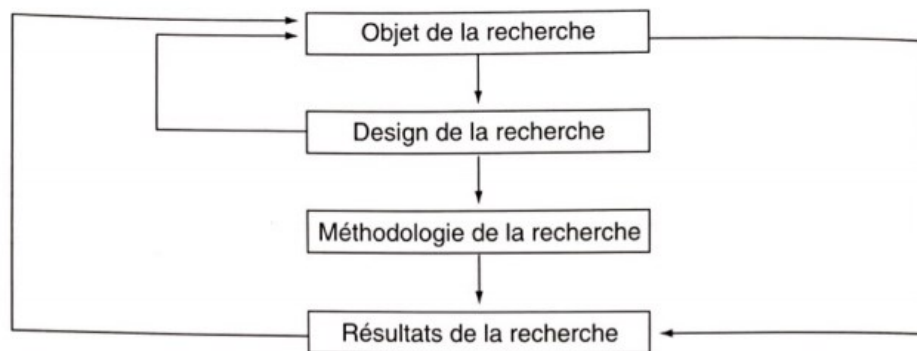 Objet de la recherche
Design de la recherche
Méthodologie de la recherche
Résultats de la recherche